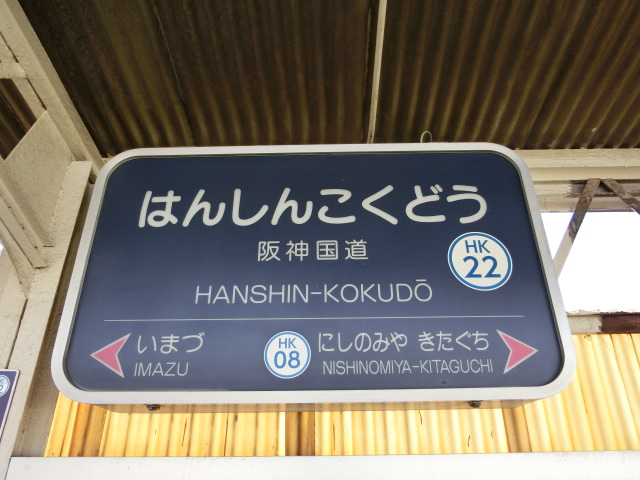 はんしんこくどう
阪神国道
HK
22
HANSHIN-KOKUDŌ
いまづ
IMAZU
HK
08
にしのみや きたぐち
NISHINOMIYA-KITAGUCHI